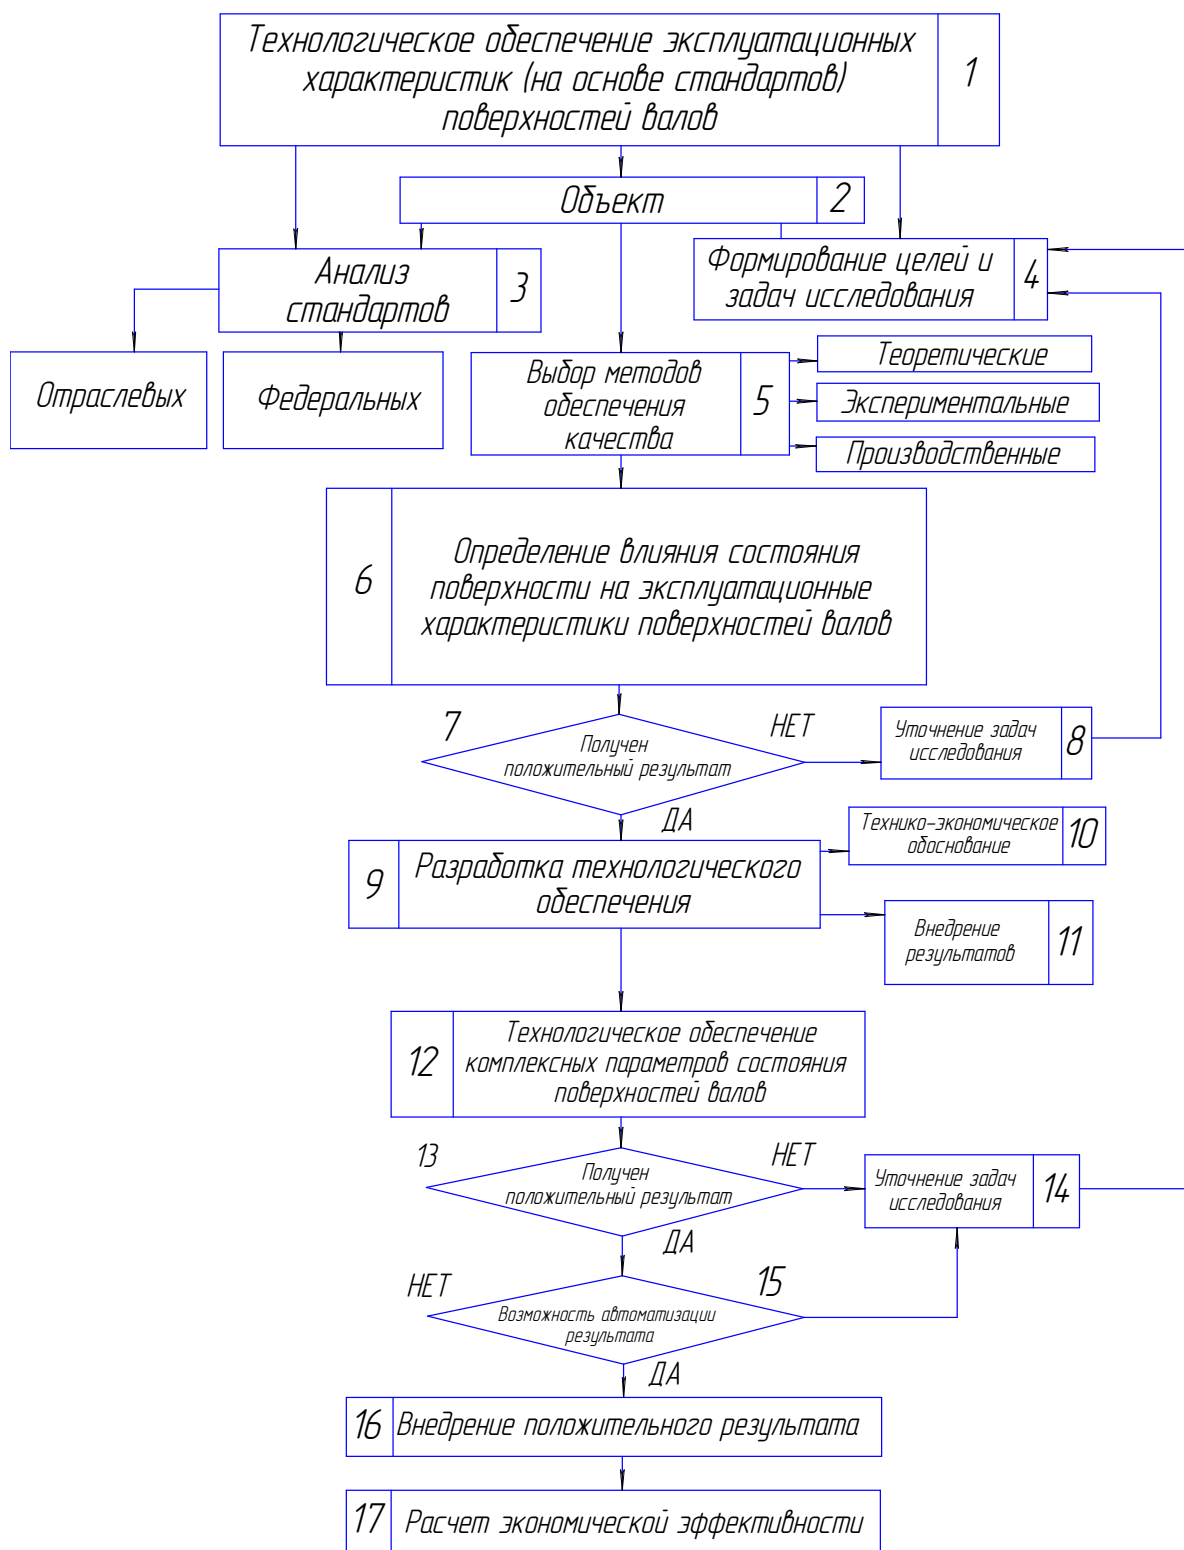 Технологическое обеспечение эксплуатационных
характеристик (на основе стандартов)
поверхностей валов
1
Объект
2
Анализ
стандартов
3
Формирование целей и
задач исследования
4
Отраслевых
Федеральных
Выбор методов
обеспечения
качества
5
Теоретические
Экспериментальные
Производственные
6
Определение влияния состояния
поверхности на эксплуатационные
характеристики поверхностей валов
7
Получен
положительный результат
НЕТ
Уточнение задач
исследования
8
ДА
9
Разработка технологического
обеспечения
Технико-экономическое
обоснование
10
Внедрение
результатов
11
12
Технологическое обеспечение
комплексных параметров состояния
поверхностей валов
13
Получен
положительный результат
НЕТ
Уточнение задач
исследования
14
ДА
НЕТ
15
Возможность автоматизации
результата
ДА
16
Внедрение положительного результата
17
Расчет экономической эффективности